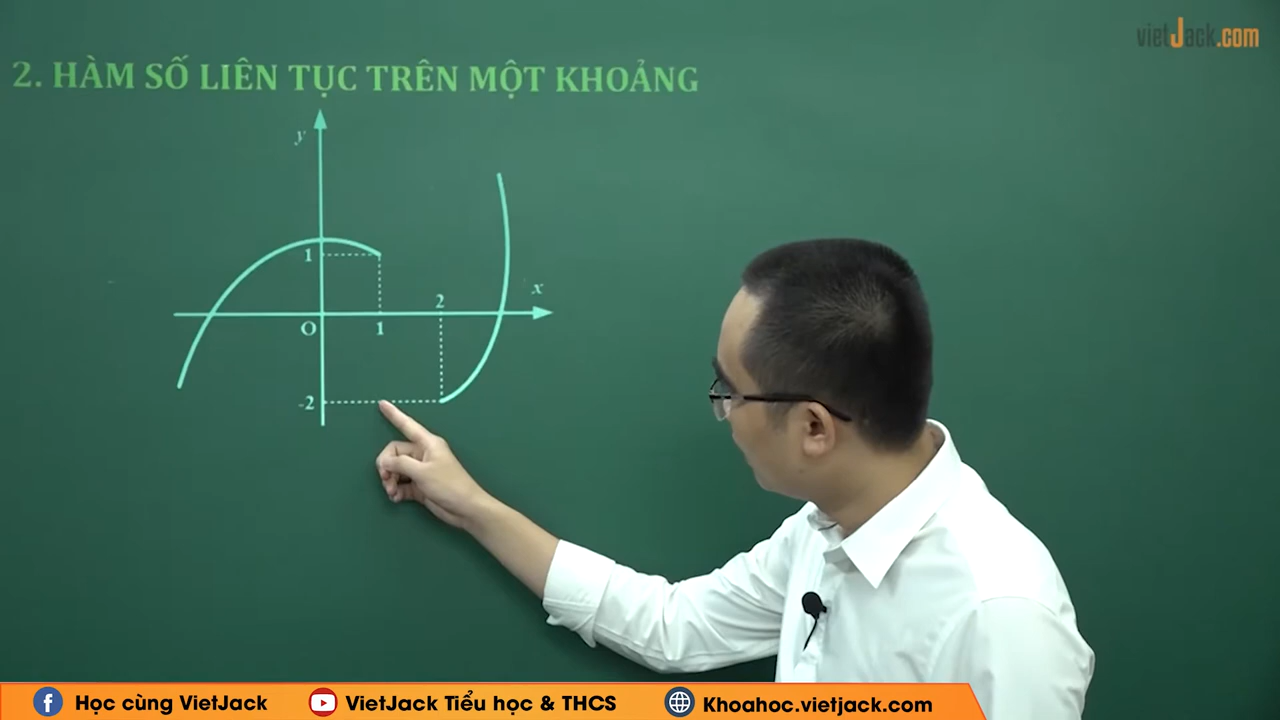 vietJack.com
2. HÀM SỐ LIÊN TỤC TRÊN MỘT KHOẢNG
y
1
2
x
O
1
-2
Học cùng VietJack
VietJack Tiểu học & THCS
Khoahoc.vietjack.com